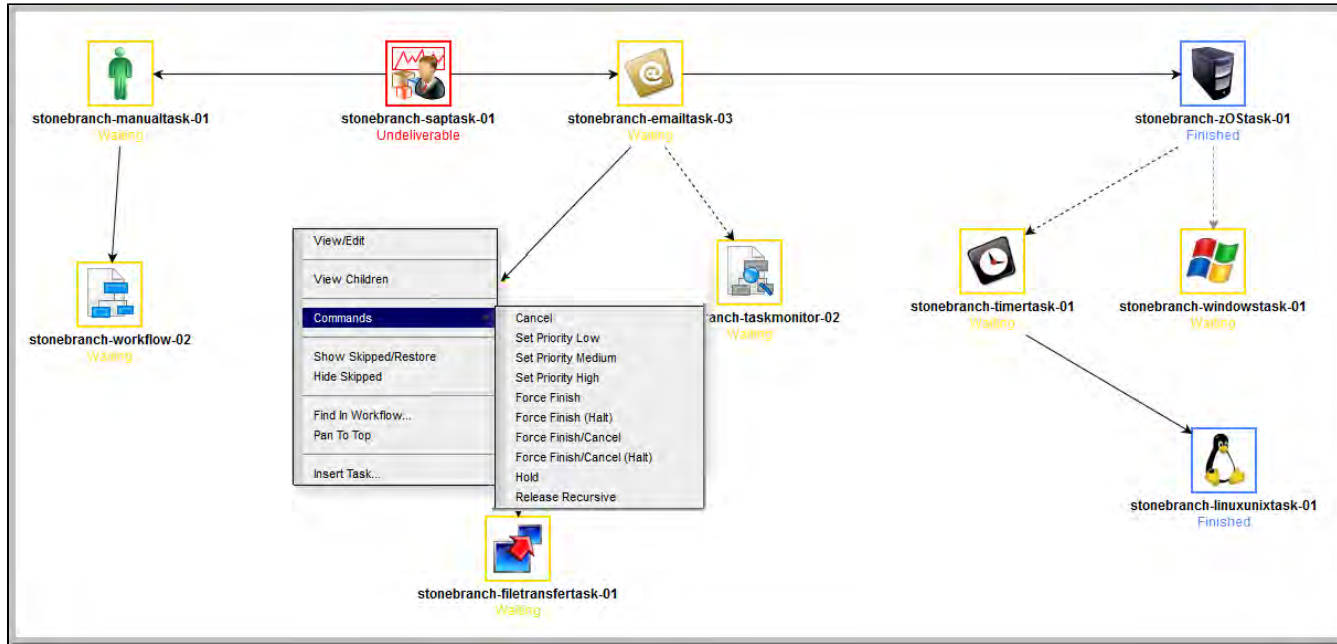 stonebranch-manualtask-01
Waiting
stonebranch-saptask-01
Undeliverable
@
stonebranch-emailtask-03
Waiting
stonebranch-zOStask-01
Finished
stonebranch-workflow-02
Waiting
View/Edit
View Children
Commands
Show Skipped/Restore
Hide Skipped
Find In Workflow...
Pan To Top
Insert Task...
Cancel
Set Priority Low
Set Priority Medium
Set Priority High
Force Finish
Force Finish (Halt)
Force Finish/Cancel
Force Finish/Cancel (Halt)
Hold
Release Recursive
anch-taskmonitor-02
Waiting
stonebranch-timertask-01
Waiting
stonebranch-windowstask-01
Waiting
stonebranch-linuxunixtask-01
Finished
stonebranch-filetransfertask-01
Waiting